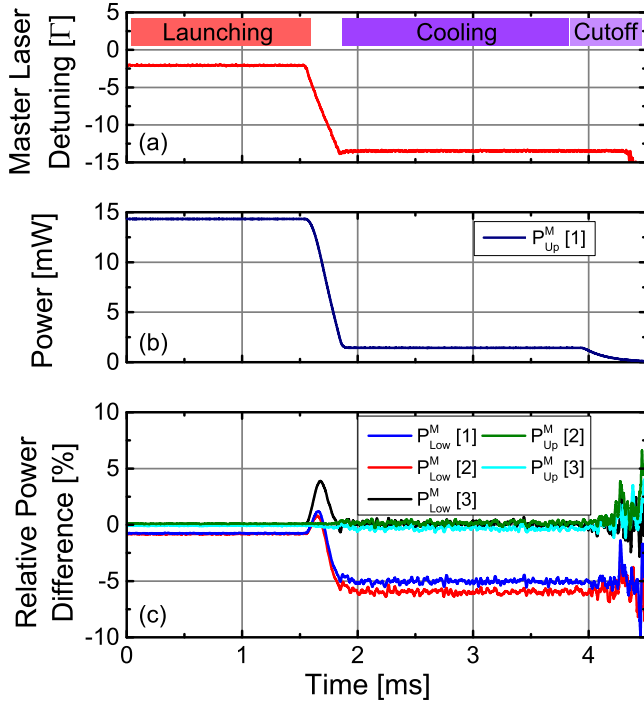 Launching Cooling Cutoff
Master Laser
Detuning [Γ]
5
0
-5
-10
-15
(a)
Power [mW]
15
10
5
0
P^M_Up [1]
(b)
Relative Power
Difference [%]
10
5
0
-5
-10
P^M_Low [1] P^M_Up [2]
P^M_Low [2] P^M_Up [3]
P^M_Low [3]
(c)
0 1 2 3 4
Time [ms]